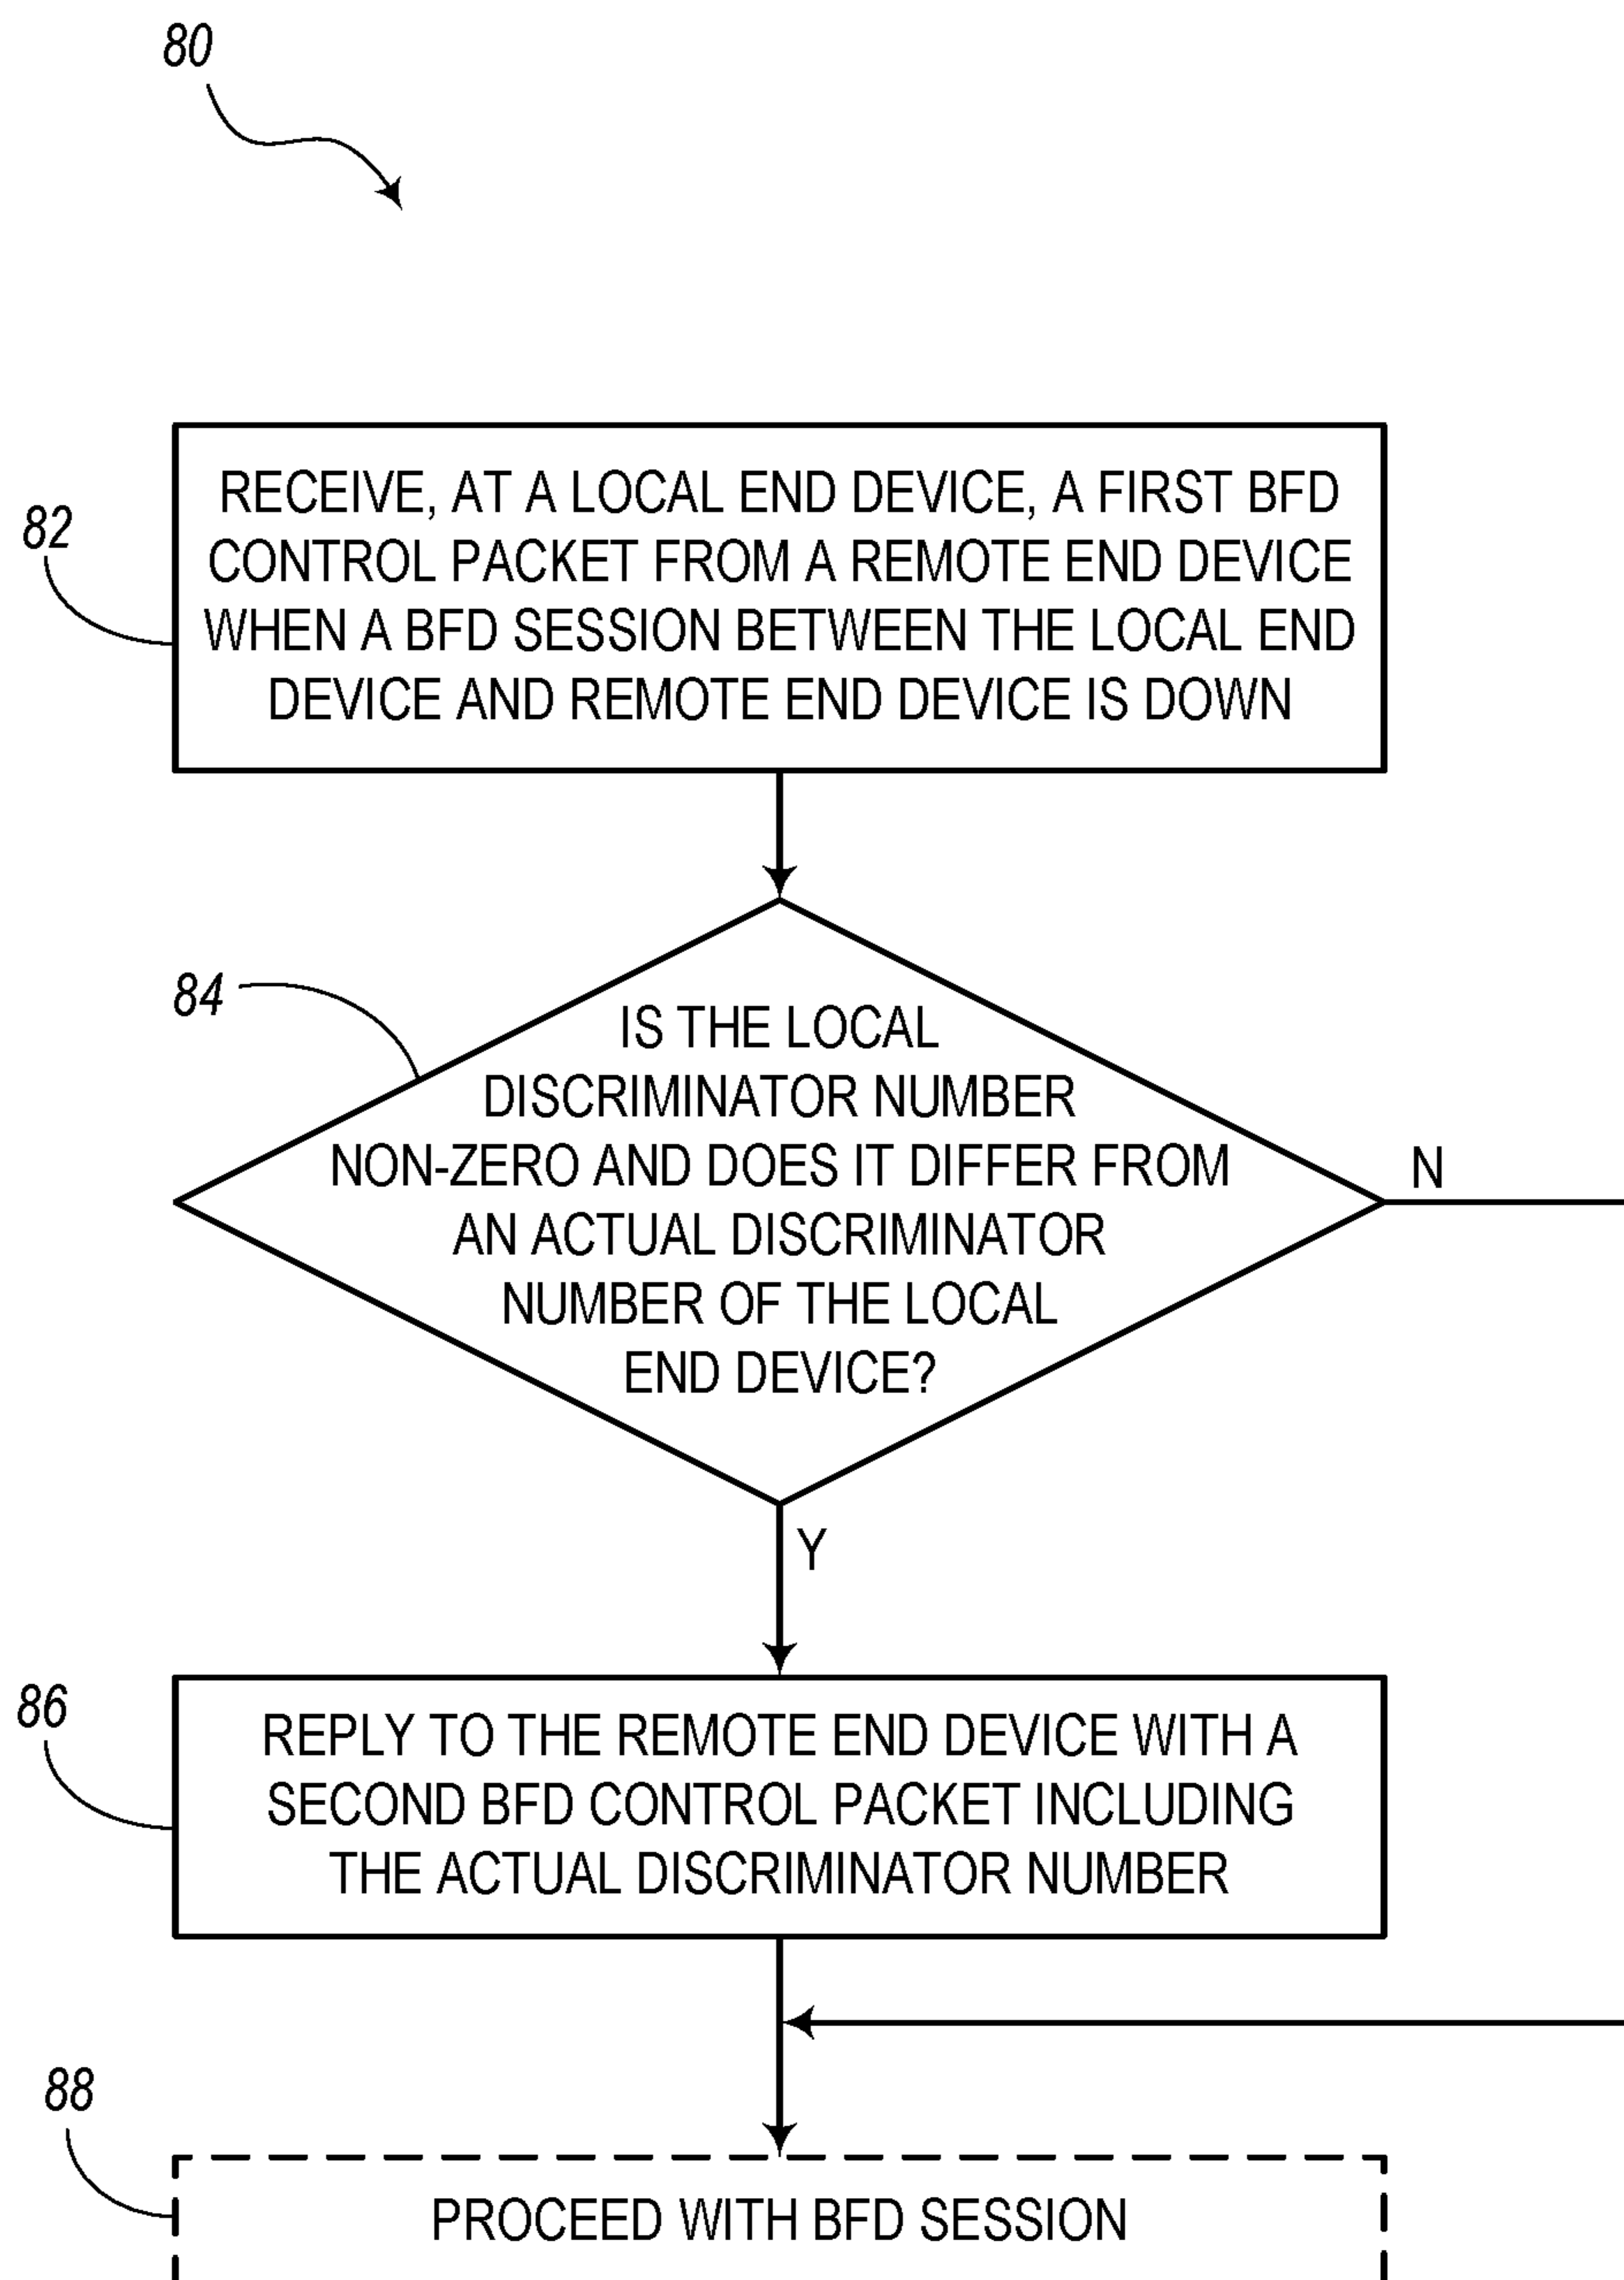 80
82
RECEIVE, AT A LOCAL END DEVICE, A FIRST BFD
CONTROL PACKET FROM A REMOTE END DEVICE
WHEN A BFD SESSION BETWEEN THE LOCAL END
DEVICE AND REMOTE END DEVICE IS DOWN
84
IS THE LOCAL
DISCRIMINATOR NUMBER
NON-ZERO AND DOES IT DIFFER FROM
AN ACTUAL DISCRIMINATOR
NUMBER OF THE LOCAL
END DEVICE?
N
Y
86
REPLY TO THE REMOTE END DEVICE WITH A
SECOND BFD CONTROL PACKET INCLUDING
THE ACTUAL DISCRIMINATOR NUMBER
88
PROCEED WITH BFD SESSION